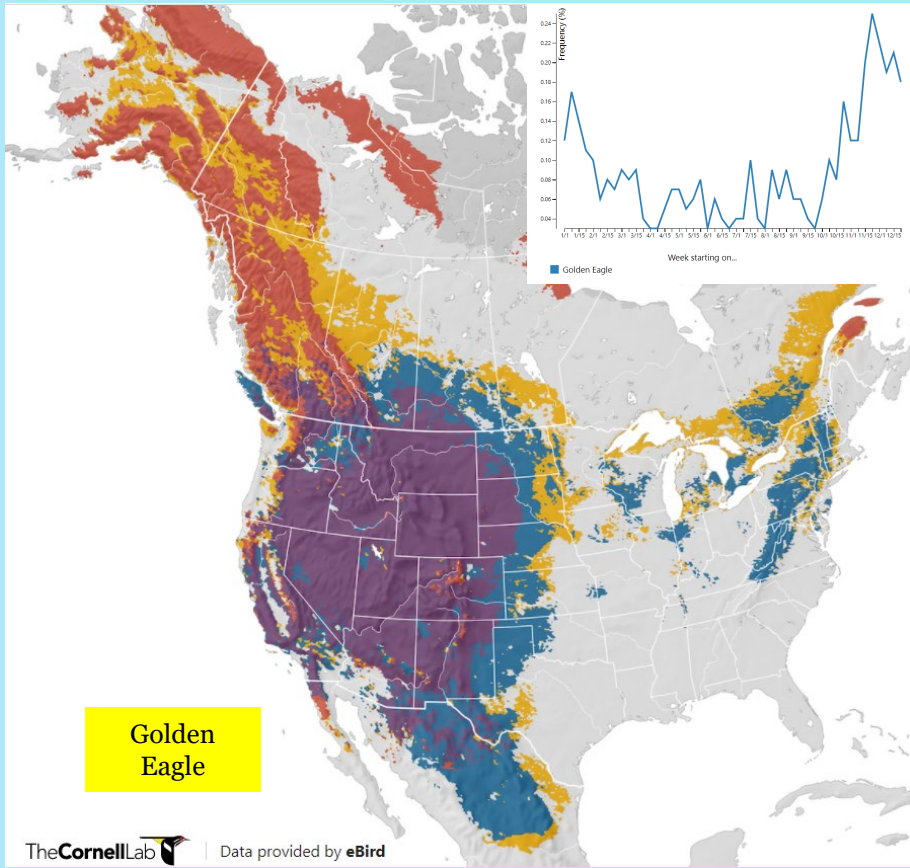 Frequency (%)
0.24
0.22
0.20
0.18
0.16
0.14
0.12
0.10
0.08
0.06
0.04
1/1 1/15 2/1 2/15 3/1 3/15 4/1 4/15 5/1 5/15 6/1 6/15 7/1 7/15 8/1 8/15 9/1 9/15 10/1 10/15 11/1 11/15 12/1 12/15
Week starting on...
Golden Eagle
Golden
Eagle
TheCornellLab
Data provided by eBird